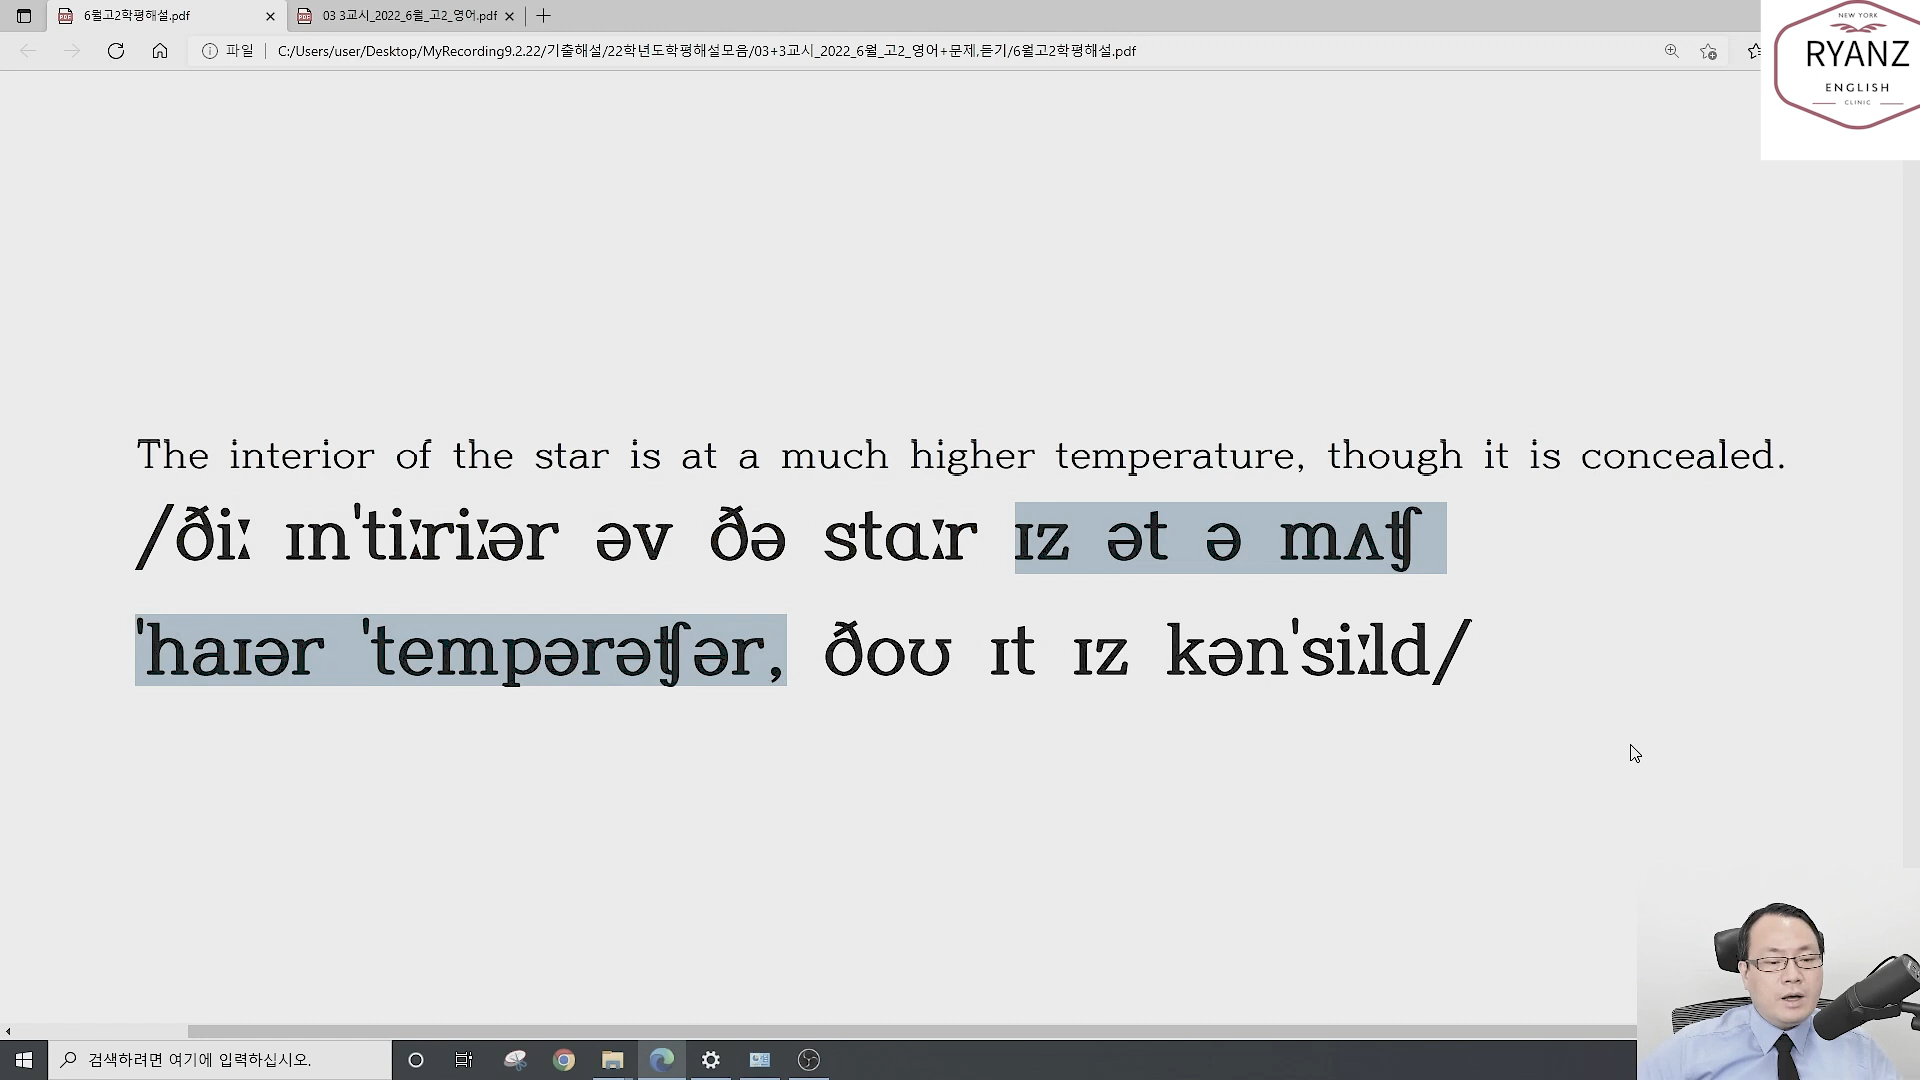 6월고2학평해설.pdf
03 3교시_2022_6월_고2_영어.pdf
파일
C:/Users/user/Desktop/MyRecording9.2.22/기출해설/22학년도학평해설모음/03+3교시_2022_6월_고2_영어+문제,듣기/6월고2학평해설.pdf
NEW YORK
RYANZ
ENGLISH
CLINIC
The interior of the star is at a much higher temperature, though it is concealed.
/ðiː ɪnˈtiːriːər əv ðə stɑːr ɪz ət ə mʌʧ
ˈhaɪər ˈtempərəʧər, ðoʊ ɪt ɪz kənˈsiːld/
검색하려면 여기에 입력하십시오.